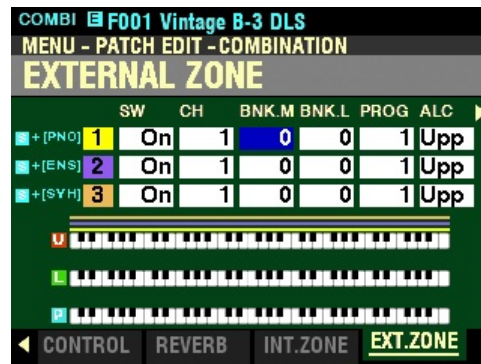 COMBI E F001 Vintage B-3 DLS
MENU - PATCH EDIT - COMBINATION
EXTERNAL ZONE
SW CH BNK.M BNK.L PROG ALC
S+[PNO] 1 On 1 0 0 1 Upp
S+[ENS] 2 On 1 0 0 1 Upp
S+[SYH] 3 On 1 0 0 1 Upp
U
L
P
CONTROL REVERB INT.ZONE EXT.ZONE